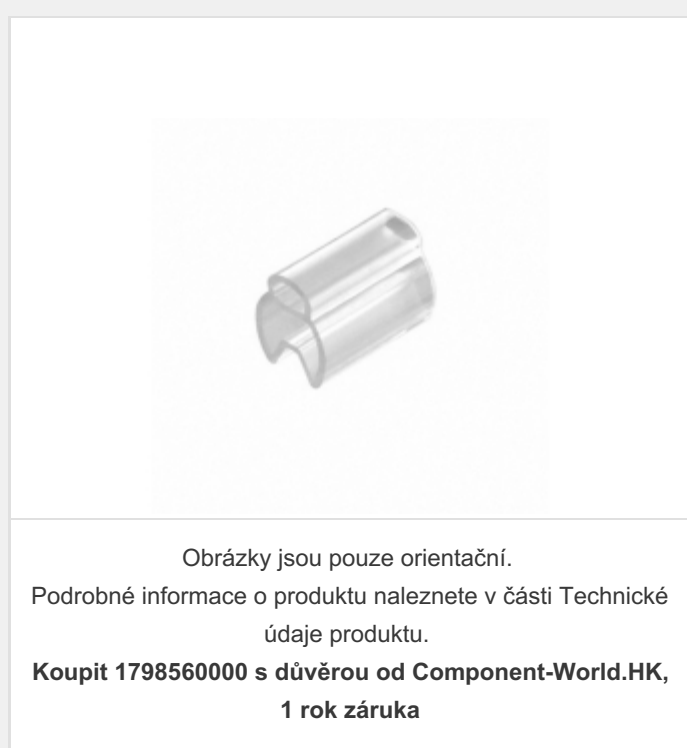 Obrázky jsou pouze orientační.
Podrobné informace o produktu naleznete v části Technické
údaje produktu.
Koupit 1798560000 s důvěrou od Component-World.HK,
1 rok záruka